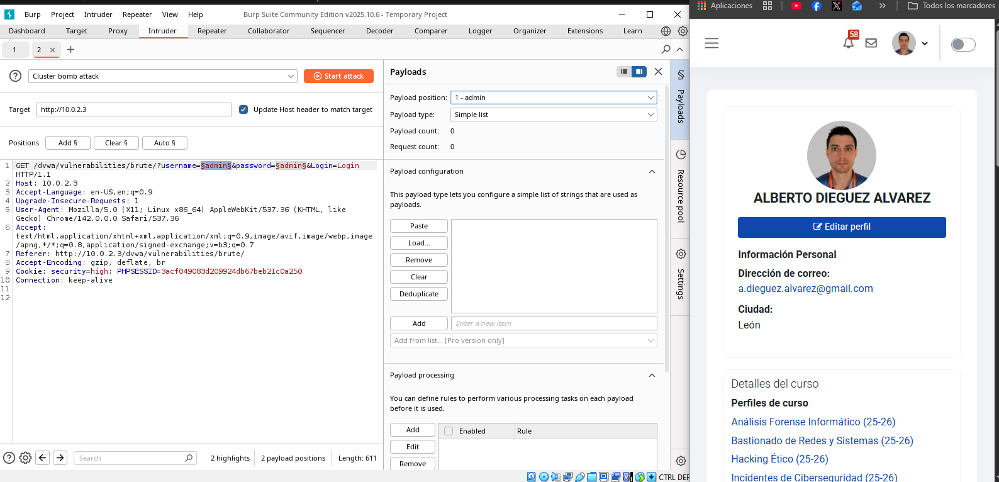 Burp Project Intruder Repeater View Help Burp Suite Community Edition v2025.10.6 - Temporary Project
Dashboard Target Proxy Intruder Repeater Collaborator Sequencer Decoder Comparer Logger Organizer Extensions Learn
1 2 × +
Cluster bomb attack Start attack
Target http://10.0.2.3 Update Host header to match target
Positions Add § Clear § Auto §
1 GET /dvwa/vulnerabilities/brute/?username=§admin§&password=§admin§&Login=Login
HTTP/1.1
2 Host: 10.0.2.3
3 Accept-Language: en-US,en;q=0.9
4 Upgrade-Insecure-Requests: 1
5 User-Agent: Mozilla/5.0 (X11; Linux x86_64) AppleWebKit/537.36 (KHTML, like
Gecko) Chrome/142.0.0.0 Safari/537.36
6 Accept:
text/html,application/xhtml+xml,application/xml;q=0.9,image/avif,image/webp,image
/apng,*/*;q=0.8,application/signed-exchange;v=b3;q=0.7
7 Referer: http://10.0.2.3/dvwa/vulnerabilities/brute/
8 Accept-Encoding: gzip, deflate, br
9 Cookie: security=high; PHPSESSID=3acf049083d209924db67beb21c0a250
10 Connection: keep-alive
11
12
Search 2 highlights 2 payload positions Length: 611
Payloads
Payload position: 1 - admin
Payload type: Simple list
Payload count: 0
Request count: 0
Payload configuration
This payload type lets you configure a simple list of strings that are used as
payloads.
Paste
Load...
Remove
Clear
Deduplicate
Add Enter a new item
Add from list... [Pro version only]
Payload processing
You can define rules to perform various processing tasks on each payload
before it is used.
Add Enabled Rule
Edit
Remove
§ Payloads
Resource pool
Settings
CTRL DER
Aplicaciones Todos los marcadores
58
ALBERTO DIEGUEZ ALVAREZ
Editar perfil
Información Personal
Dirección de correo:
a.dieguez.alvarez@gmail.com
Ciudad:
León
Detalles del curso
Perfiles de curso
Análisis Forense Informático (25-26)
Bastionado de Redes y Sistemas (25-26)
Hacking Ético (25-26)
Incidentes de Ciberseguridad (25-26)